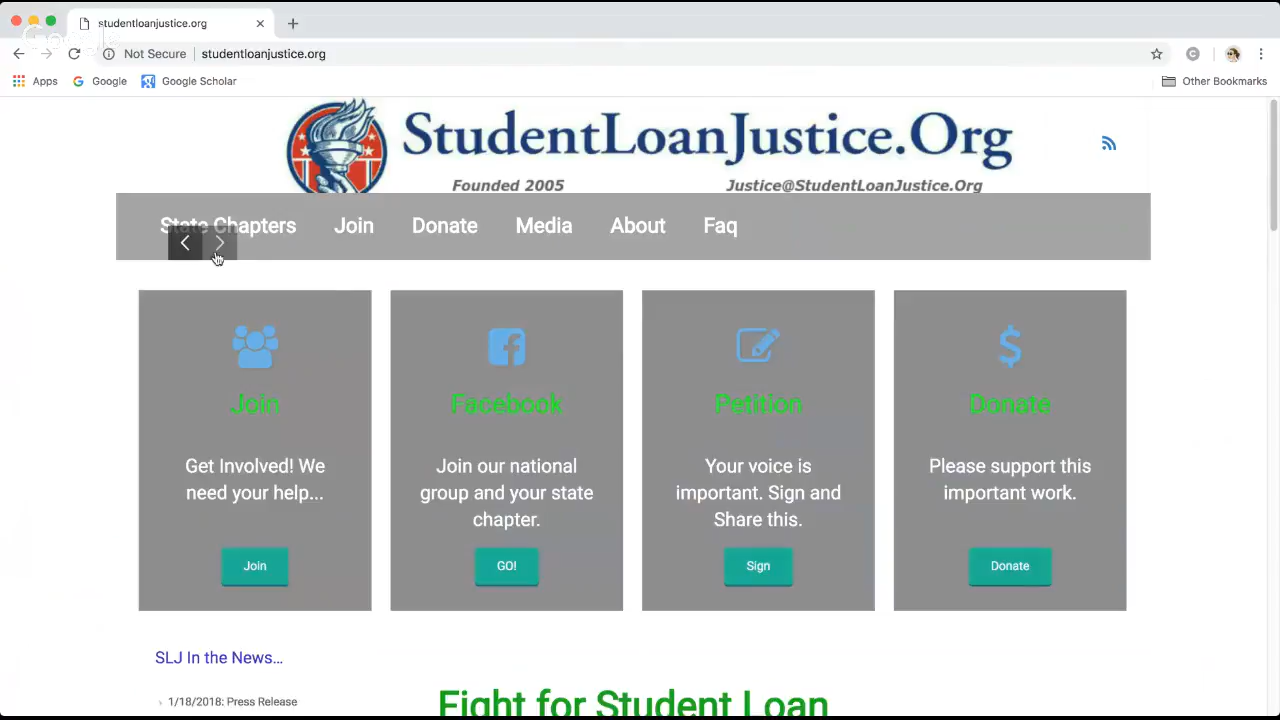 studentloanjustice.org
Google
Not Secure
studentloanjustice.org
Apps
Google
Google Scholar
Other Bookmarks
StudentLoanJustice.Org
Founded 2005
Justice@StudentLoanJustice.Org
State Chapters
Join
Donate
Media
About
Faq
Join
Get Involved! We
need your help...
Join
Facebook
Join our national
group and your state
chapter.
GO!
Petition
Your voice is
important. Sign and
Share this.
Sign
Donate
Please support this
important work.
Donate
SLJ In the News...
1/18/2018: Press Release
Fight for Student Loan